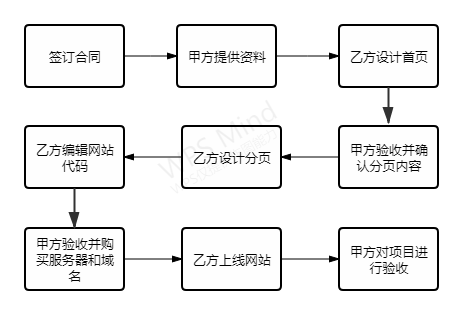 签订合同
甲方提供资料
乙方设计首页
甲方验收并确
认分页内容
乙方设计分页
乙方编辑网站
代码
甲方验收并购
买服务器和域
名
乙方上线网站
甲方对项目进
行验收
WPS Mind